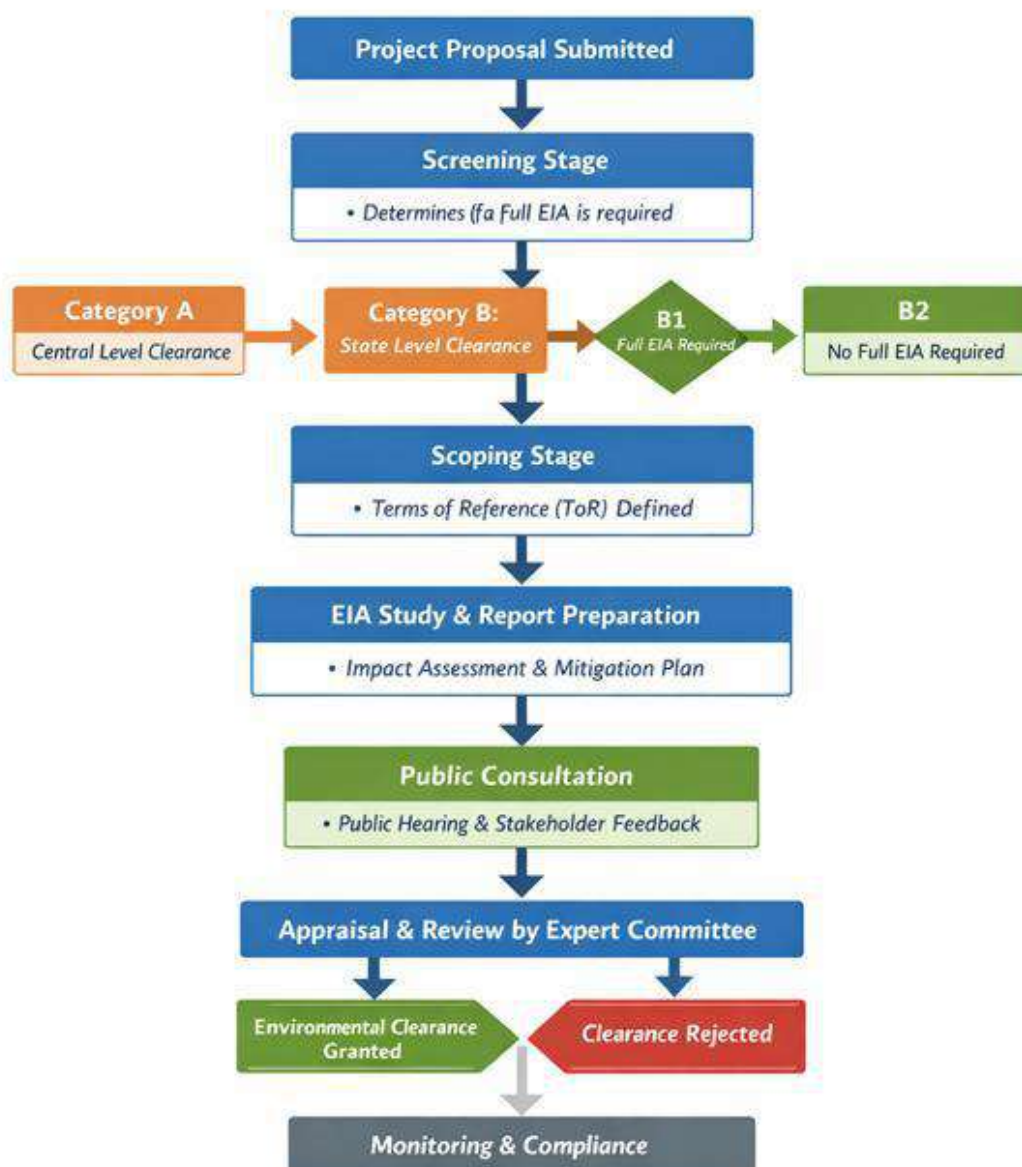 Project Proposal Submitted
Screening Stage
• Determines (fa Full EIA is required
Category A
Central Level Clearance
Category B:
State Level Clearance
B1
Full EIA Required
B2
No Full EIA Required
Scoping Stage
• Terms of Reference (ToR) Defined
EIA Study & Report Preparation
• Impact Assessment & Mitigation Plan
Public Consultation
• Public Hearing & Stakeholder Feedback
Appraisal & Review by Expert Committee
Environmental Clearance
Granted
Clearance Rejected
Monitoring & Compliance